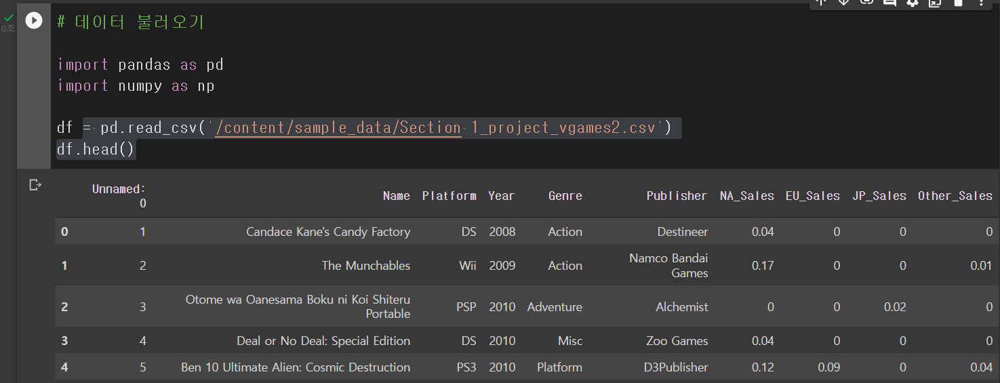 # 데이터 불러오기
0초
import pandas as pd
import numpy as np
df = pd.read_csv('/content/sample_data/Section 1_project_vgames2.csv')
df.head()
Unnamed: 0 Name Platform Year Genre Publisher NA_Sales EU_Sales JP_Sales Other_Sales
0 1 Candace Kane's Candy Factory DS 2008 Action Destineer 0.04 0 0 0
1 2 The Munchables Wii 2009 Action Namco Bandai Games 0.17 0 0 0.01
2 3 Otome wa Oanesama Boku ni Koi Shiteru Portable PSP 2010 Adventure Alchemist 0 0 0.02 0
3 4 Deal or No Deal: Special Edition DS 2010 Misc Zoo Games 0.04 0 0 0
4 5 Ben 10 Ultimate Alien: Cosmic Destruction PS3 2010 Platform D3Publisher 0.12 0.09 0 0.04